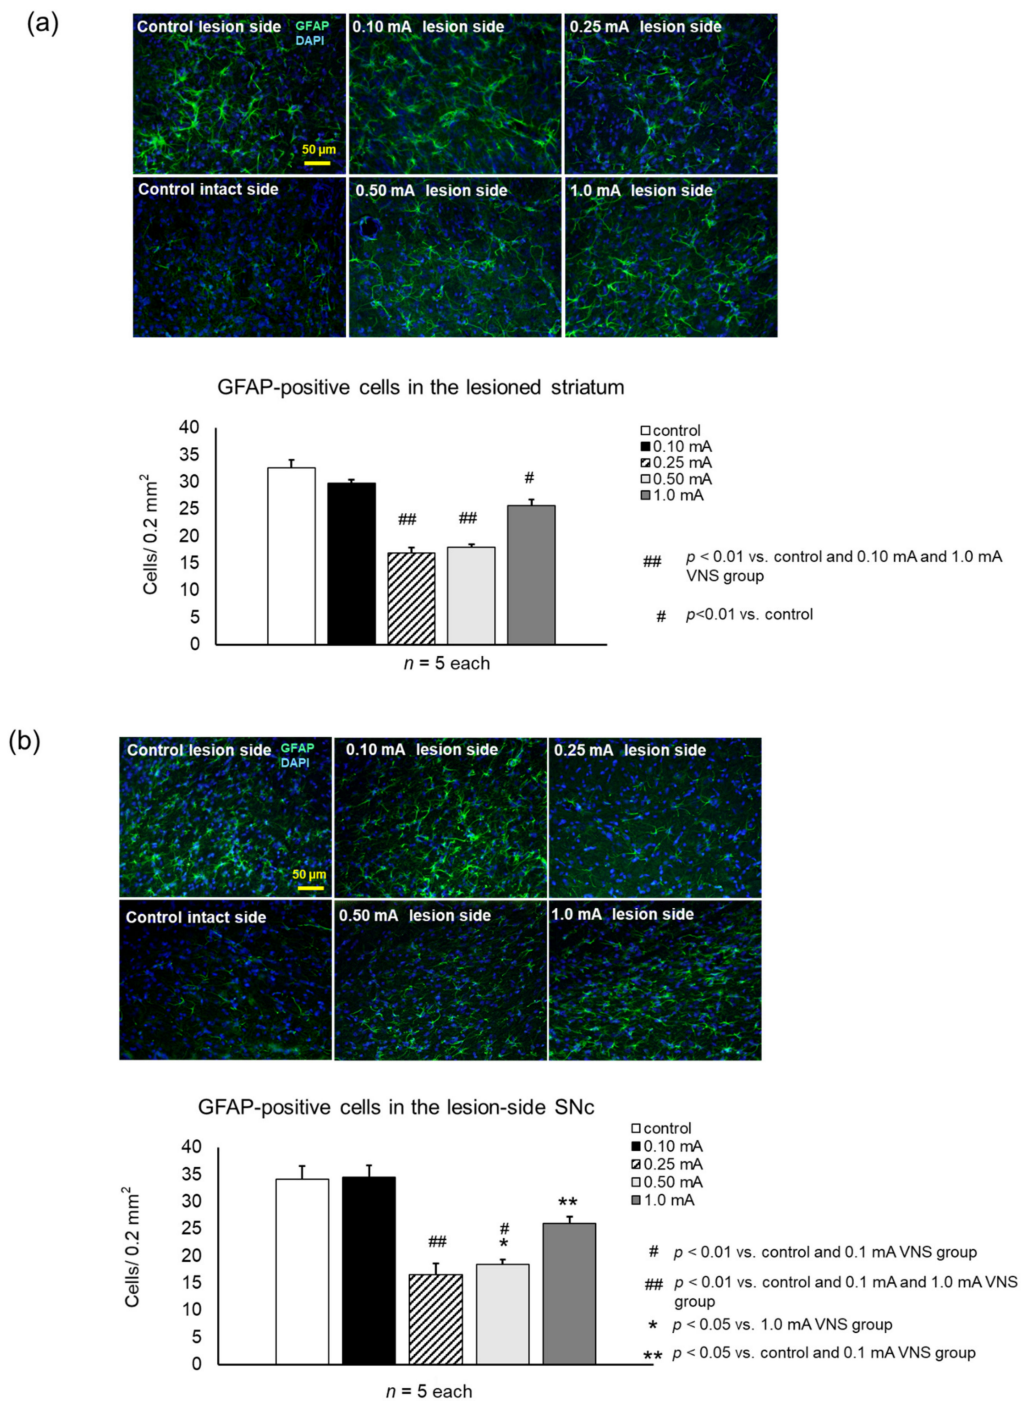 (a)
Control lesion side GFAP
DAPI
50 µm
0.10 mA lesion side
0.25 mA lesion side
Control intact side
0.50 mA lesion side
1.0 mA lesion side
GFAP-positive cells in the lesioned striatum
Cells/ 0.2 mm²
40
35
30
25
20
15
10
5
0
##
##
#
n = 5 each
control
0.10 mA
0.25 mA
0.50 mA
1.0 mA
## p < 0.01 vs. control and 0.10 mA and 1.0 mA
VNS group
# p<0.01 vs. control
(b)
Control lesion side GFAP
DAPI
50 µm
0.10 mA lesion side
0.25 mA lesion side
Control intact side
0.50 mA lesion side
1.0 mA lesion side
GFAP-positive cells in the lesion-side SNc
Cells/ 0.2 mm²
40
35
30
25
20
15
10
5
0
##
#
*
**
n = 5 each
control
0.10 mA
0.25 mA
0.50 mA
1.0 mA
# p < 0.01 vs. control and 0.1 mA VNS group
## p < 0.01 vs. control and 0.1 mA and 1.0 mA VNS
group
* p < 0.05 vs. 1.0 mA VNS group
** p < 0.05 vs. control and 0.1 mA VNS group